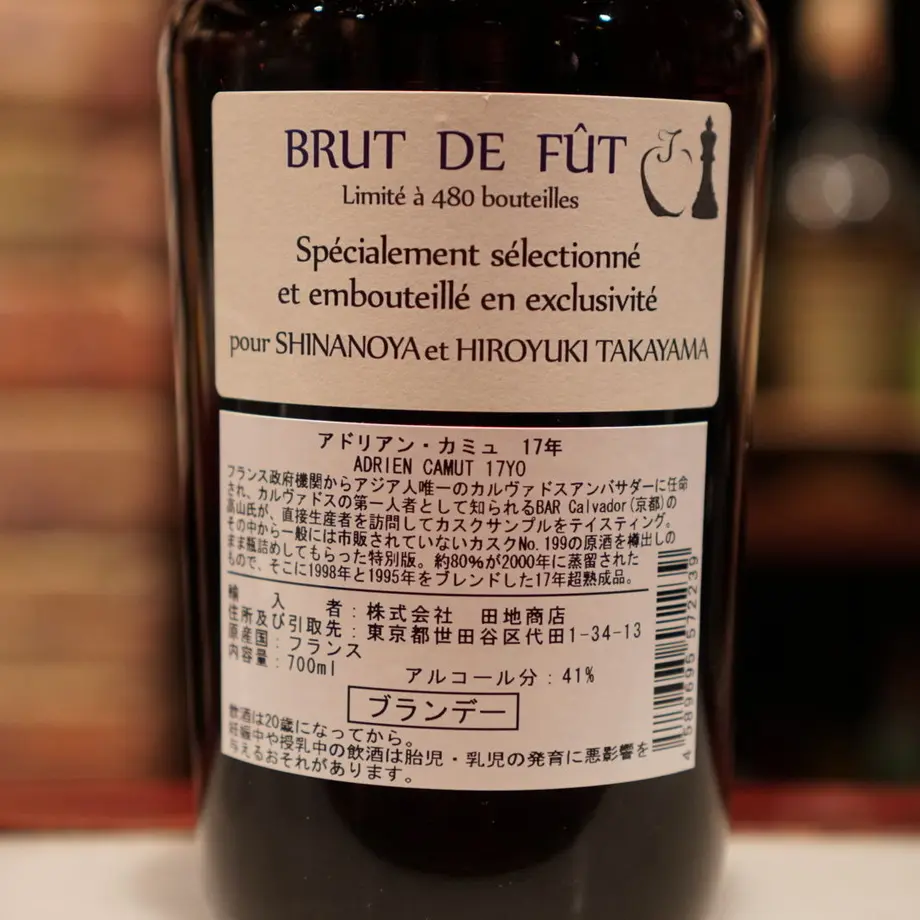 BRUT DE FÛT
Limité à 480 bouteilles
Spécialement sélectionné
et embouteillé en exclusivité
pour SHINANOYA et HIROYUKI TAKAYAMA
アドリアン・カミュ 17年
ADRIEN CAMUT 17YO
フランス政府機関からアジア人唯一のカルヴァドスアンバサダーに任命
され、カルヴァドスの第一人者として知られるBAR Calvador(京都)の
高山氏が、直接生産者を訪問してカスクサンプルをテイスティング。
その中から一般には市販されていないカスクNo.199の原酒を樽出しの
まま瓶詰めしてもらった特別版。約80%が2000年に蒸留された
もので、そこに1998年と1995年をブレンドした17年超熟成品。
輸入者:株式会社 田地商店
住所及び引取先:東京都世田谷区代田1-34-13
原産国:フランス
内容量:700ml
アルコール分:41%
ブランデー
飲酒は20歳になってから。
妊娠中や授乳中の飲酒は胎児・乳児の発育に悪影響を
与えるおそれがあります。
4 589695 572239